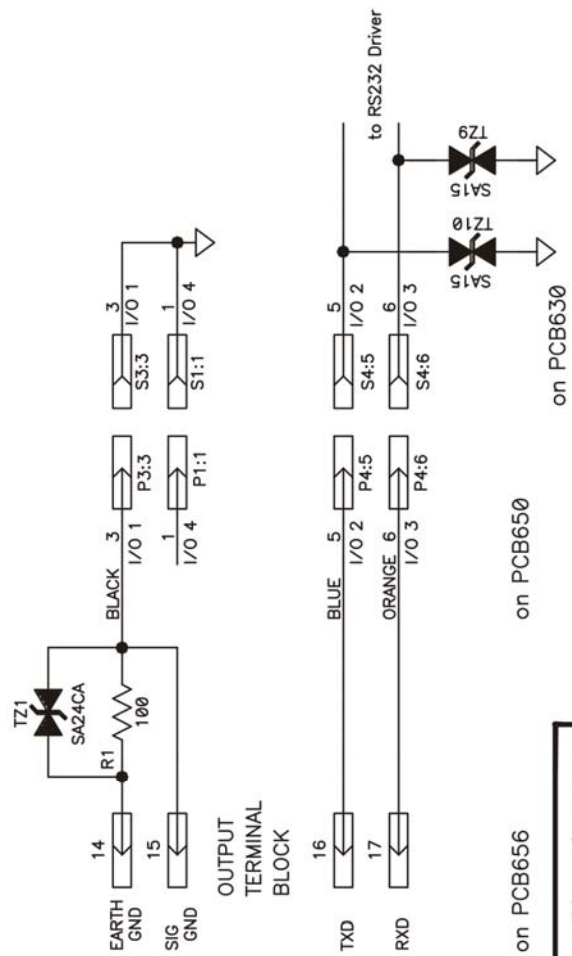 TZ1
SA24CA
R1
100
EARTH
GND
14
SIG
GND
15
OUTPUT
TERMINAL
BLOCK
BLACK
3
I/O 1
P3:3
S3:3
3
I/O 1
1
I/O 4
P1:1
S1:1
1
I/O 4
TXD
16
BLUE
5
I/O 2
P4:5
S4:5
5
I/O 2
RXD
17
ORANGE
6
I/O 3
P4:6
S4:6
6
I/O 3
to RS232 Driver
SA15
TZ10
SA15
TZ9
on PCB656
on PCB650
on PCB630